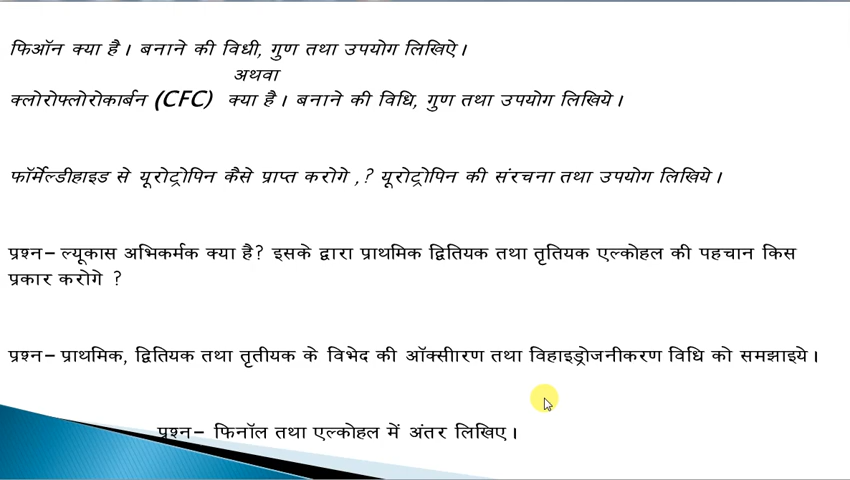 फिऑन क्या है। बनाने की विधी, गुण तथा उपयोग लिखिऐ।
अथवा
क्लोरोफ्लोरोकार्बन (CFC) क्या है। बनाने की विधि, गुण तथा उपयोग लिखिये।
फॉर्मेल्डीहाइड से यूरोट्रोपिन कैसे प्राप्त करोगे ,? यूरोट्रोपिन की संरचना तथा उपयोग लिखिये।
प्रश्न– ल्यूकास अभिकर्मक क्या है? इसके द्वारा प्राथमिक द्वितियक तथा तृतियक एल्कोहल की पहचान किस
प्रकार करोगे ?
प्रश्न– प्राथमिक, द्वितियक तथा तृतीयक के विभेद की ऑक्सीारण तथा विहाइड्रोजनीकरण विधि को समझाइये।
प्रश्न– फिनॉल तथा एल्कोहल में अंतर लिखिए।